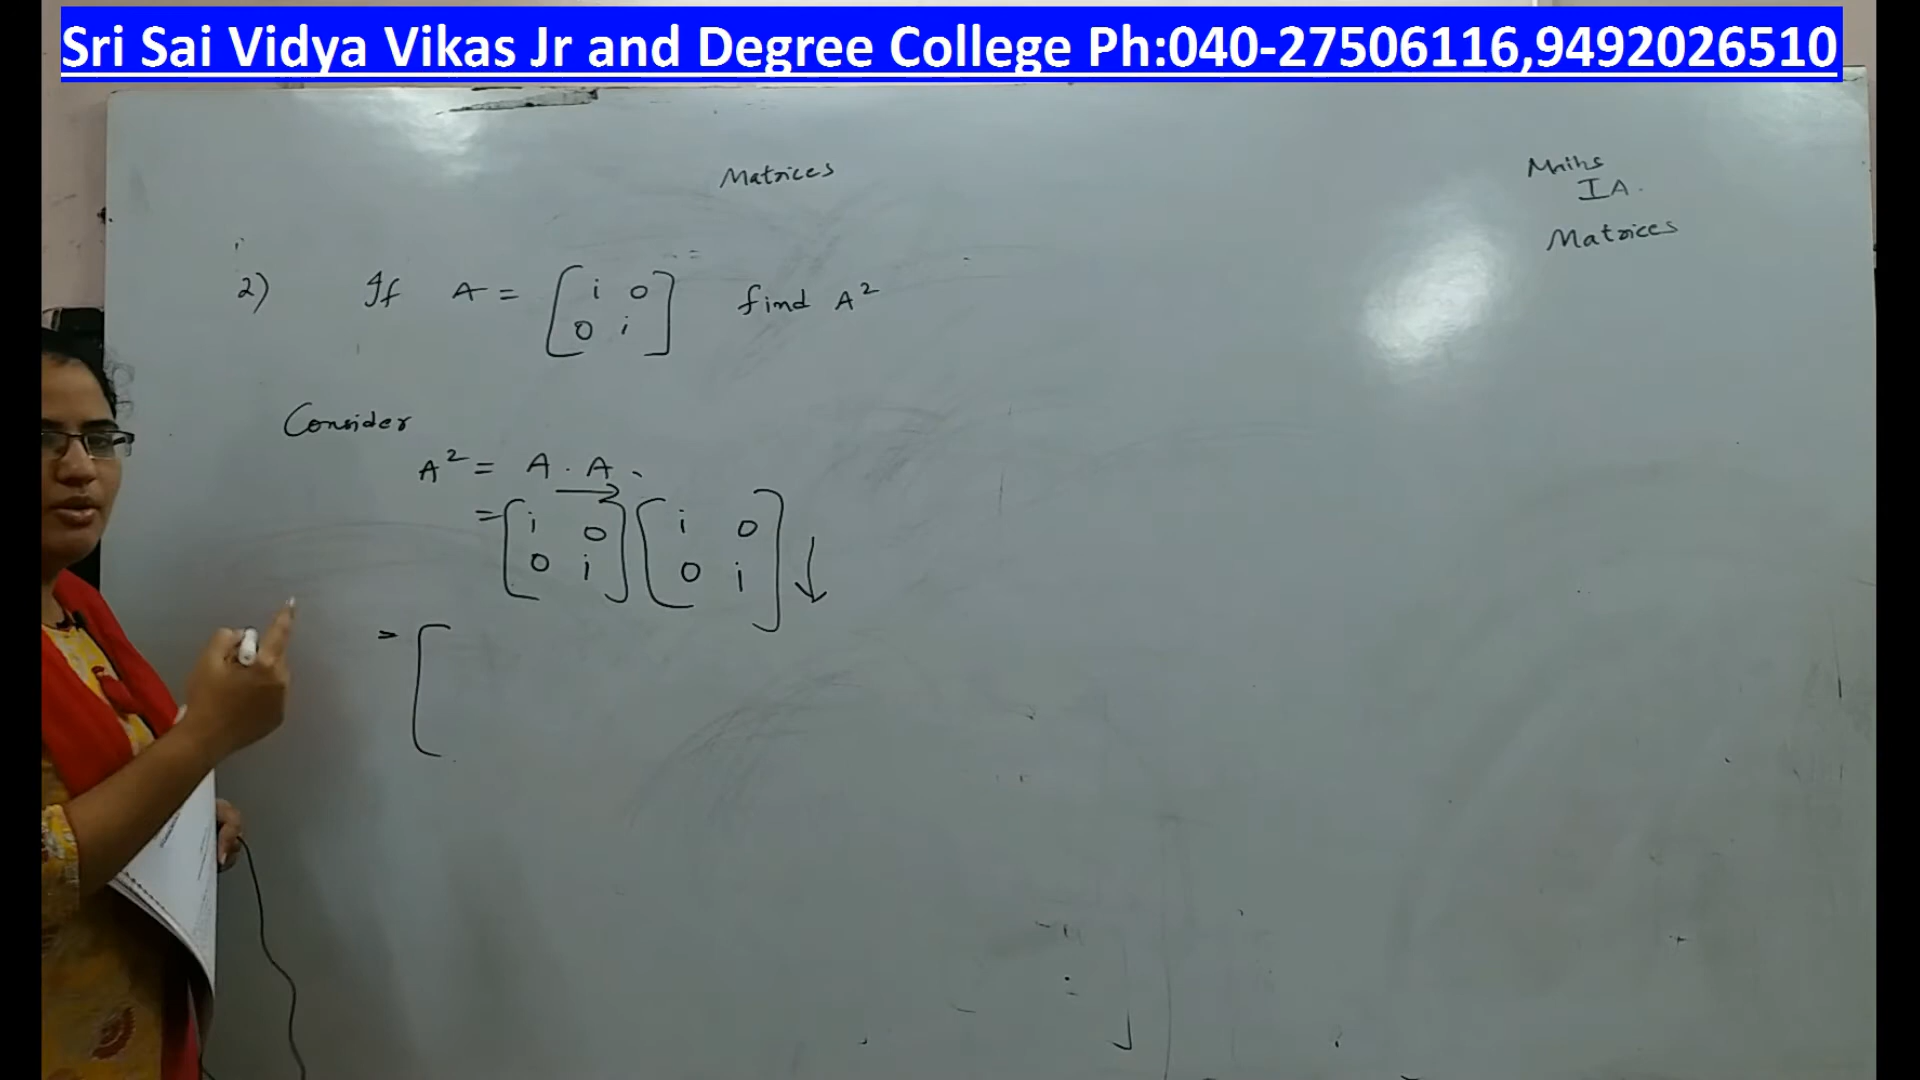 Sri Sai Vidya Vikas Jr and Degree College Ph:040-27506116,9492026510
Matrices
Maths
IA.
Matrices
2) If A = [ i 0
0 i ] find A²
Consider
A² = A . A.
= [ i 0 [ i 0
0 i ] 0 i ] ↓
= [